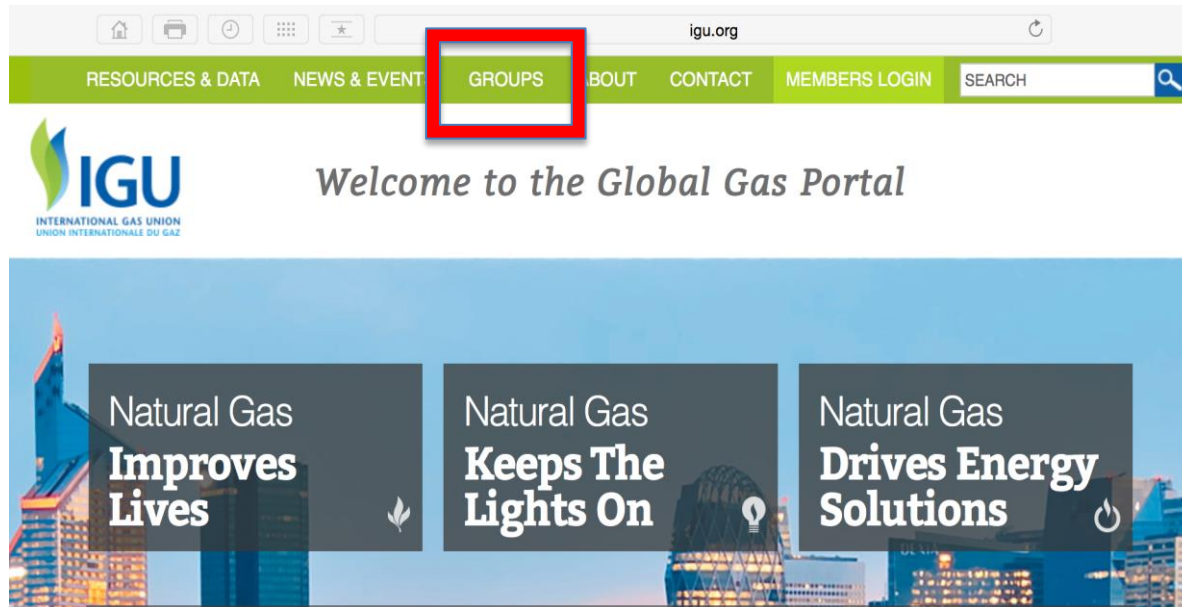 igu.org
RESOURCES & DATA NEWS & EVENT GROUPS BOUT CONTACT MEMBERS LOGIN SEARCH
IGU
INTERNATIONAL GAS UNION
UNION INTERNATIONALE DU GAZ
Welcome to the Global Gas Portal
Natural Gas
Improves
Lives
Natural Gas
Keeps The
Lights On
Natural Gas
Drives Energy
Solutions